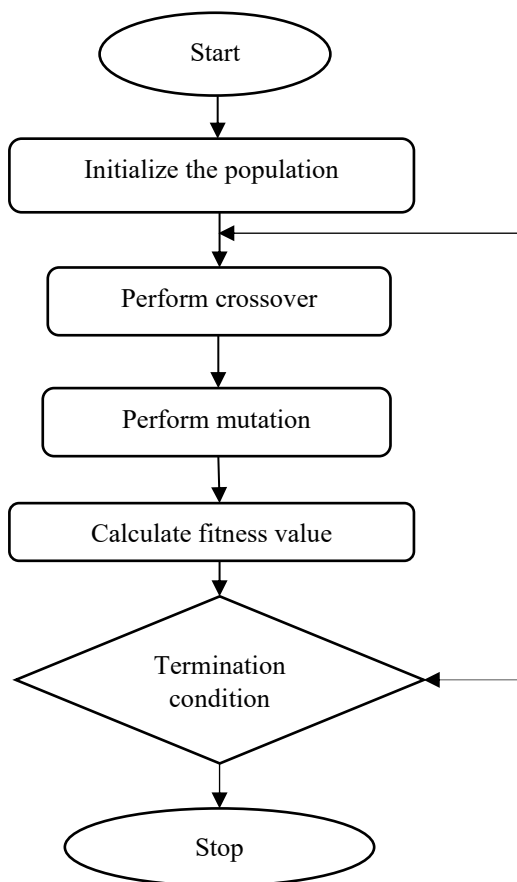 Start
Initialize the population
Perform crossover
Perform mutation
Calculate fitness value
Termination
condition
Stop